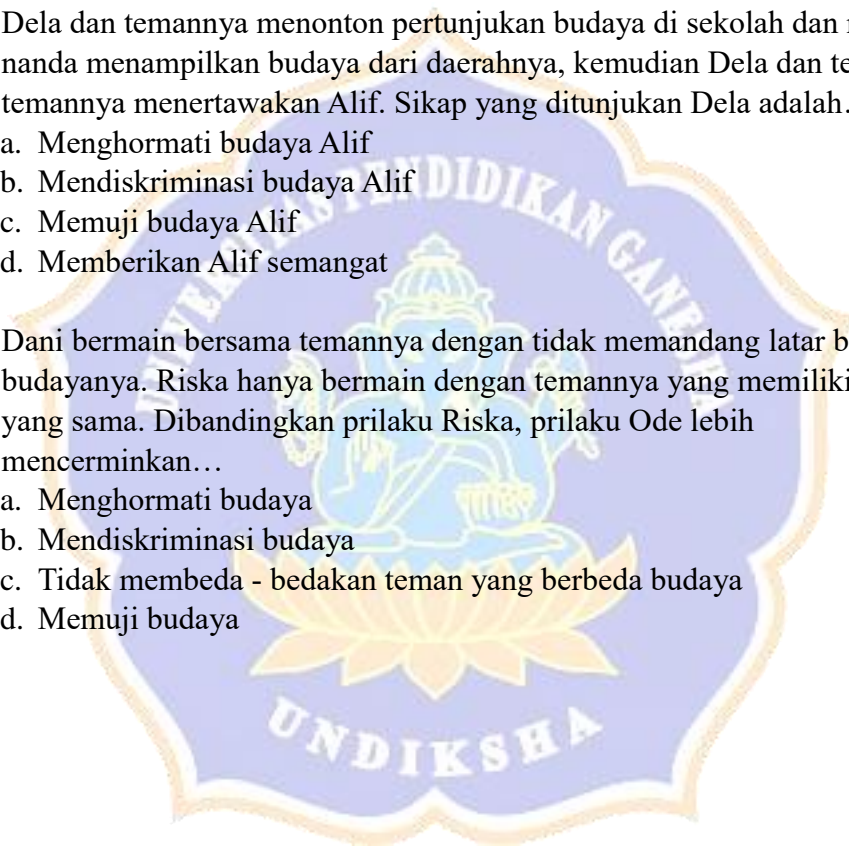 Dela dan temannya menonton pertunjukan budaya di sekolah dan
nanda menampilkan budaya dari daerahnya, kemudian Dela dan
temannya menertawakan Alif. Sikap yang ditunjukan Dela adalah.
a. Menghormati budaya Alif
b. Mendiskriminasi budaya Alif
c. Memuji budaya Alif
d. Memberikan Alif semangat
Dani bermain bersama temannya dengan tidak memandang latar
budayanya. Riska hanya bermain dengan temannya yang memiliki
yang sama. Dibandingkan prilaku Riska, prilaku Ode lebih
mencerminkan…
a. Menghormati budaya
b. Mendiskriminasi budaya
c. Tidak membeda - bedakan teman yang berbeda budaya
d. Memuji budaya
UNIVERSITAS PENDIDIKAN GANESHA
UNDIKSHA